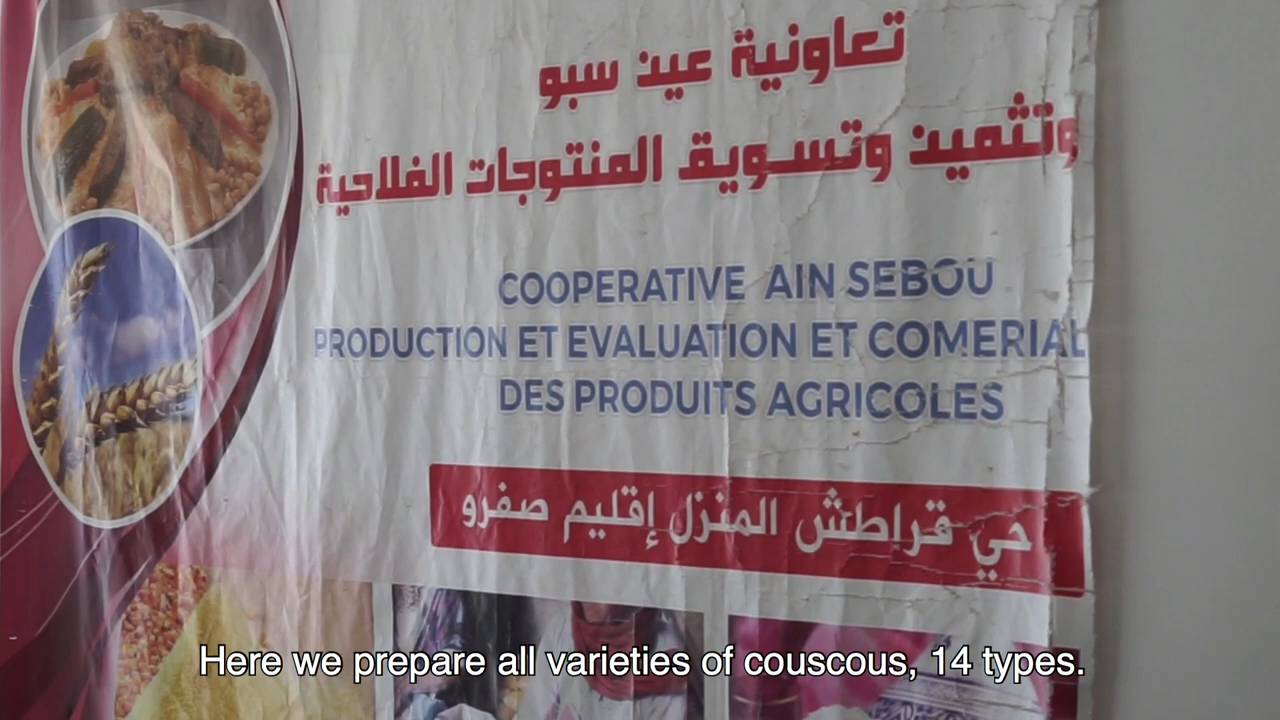 تعاونية عين سبو
وتثمين وتسويق المنتوجات الفلاحية
COOPERATIVE AIN SEBOU
PRODUCTION ET EVALUATION ET COMERIAL
DES PRODUITS AGRICOLES
حي قراطش المنزل إقليم صفرو
Here we prepare all varieties of couscous, 14 types.